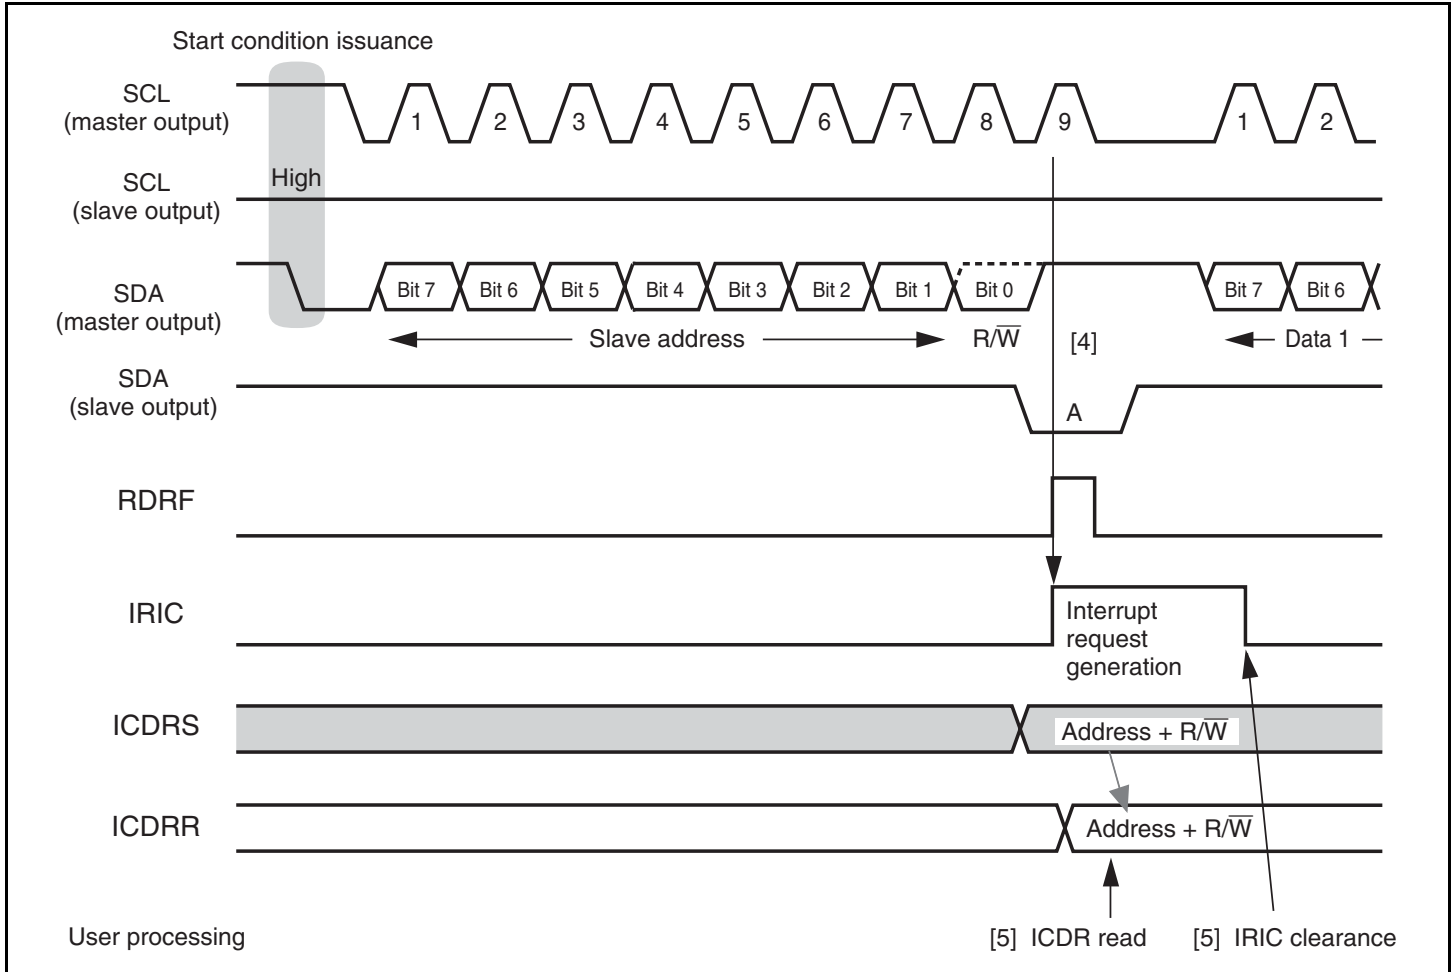 Start condition issuance
SCL
(master output)
1 2 3 4 5 6 7 8 9 1 2
High
SCL
(slave output)
SDA
(master output)
Bit 7 Bit 6 Bit 5 Bit 4 Bit 3 Bit 2 Bit 1 Bit 0 Bit 7 Bit 6
Slave address R/W̅ [4] Data 1
SDA
(slave output)
A
RDRF
IRIC
Interrupt
request
generation
ICDRS
Address + R/W̅
ICDRR
Address + R/W̅
User processing
[5] ICDR read [5] IRIC clearance